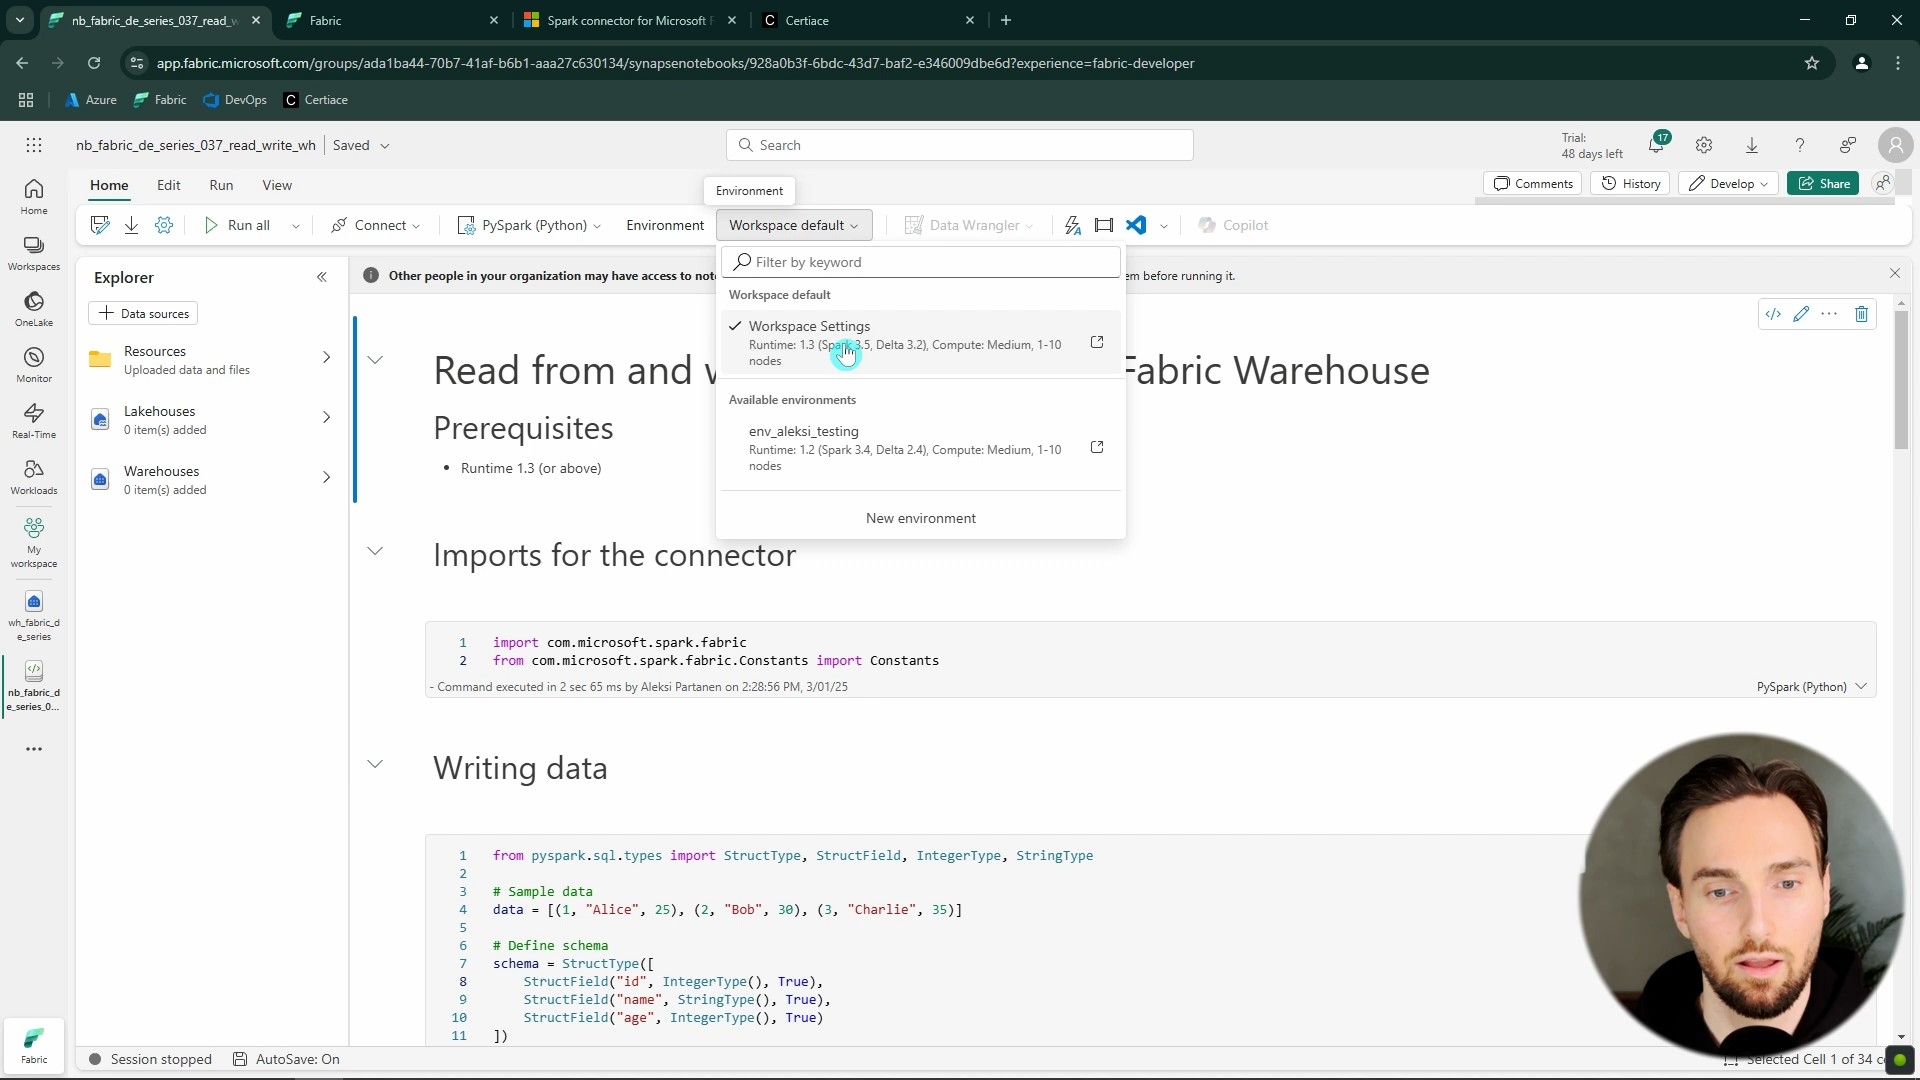 nb_fabric_de_series_037_read_w
Fabric
Spark connector for Microsoft F
C Certiace
app.fabric.microsoft.com/groups/ada1ba44-70b7-41af-b6b1-aaa27c630134/synapsenotebooks/928a0b3f-6bdc-43d7-baf2-e346009dbe6d?experience=fabric-developer
Azure
Fabric
DevOps
C Certiace
nb_fabric_de_series_037_read_write_wh
Saved
Search
Trial:
48 days left
17
Home
Edit
Run
View
Environment
Comments
History
Develop
Share
Run all
Connect
PySpark (Python)
Environment
Workspace default
Data Wrangler
Copilot
Home
Workspaces
OneLake
Monitor
Real-Time
Workloads
My
workspace
wh_fabric_d
e_series
nb_fabric_d
e_series_0...
Fabric
Explorer
Data sources
Resources
Uploaded data and files
Lakehouses
0 item(s) added
Warehouses
0 item(s) added
Other people in your organization may have access to not
em before running it.
Filter by keyword
Workspace default
Workspace Settings
Runtime: 1.3 (Spark 3.5, Delta 3.2), Compute: Medium, 1-10
nodes
Available environments
env_aleksi_testing
Runtime: 1.2 (Spark 3.4, Delta 2.4), Compute: Medium, 1-10
nodes
New environment
Read from and w
Fabric Warehouse
Prerequisites
• Runtime 1.3 (or above)
Imports for the connector
1 import com.microsoft.spark.fabric
2 from com.microsoft.spark.fabric.Constants import Constants
- Command executed in 2 sec 65 ms by Aleksi Partanen on 2:28:56 PM, 3/01/25
PySpark (Python)
Writing data
1 from pyspark.sql.types import StructType, StructField, IntegerType, StringType
2
3 # Sample data
4 data = [(1, "Alice", 25), (2, "Bob", 30), (3, "Charlie", 35)]
5
6 # Define schema
7 schema = StructType([
8 StructField("id", IntegerType(), True),
9 StructField("name", StringType(), True),
10 StructField("age", IntegerType(), True)
11 ])
Session stopped
AutoSave: On
Selected Cell 1 of 34 c